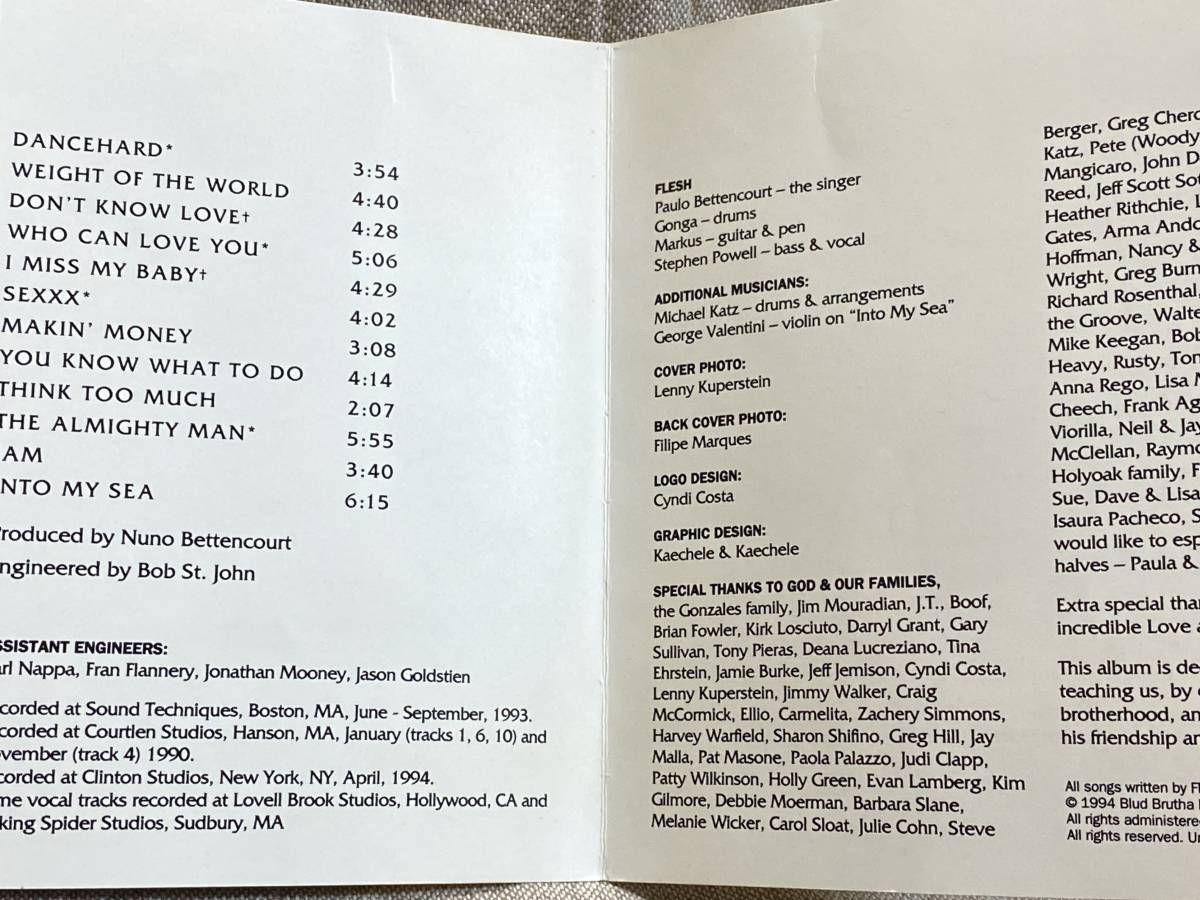 DANCEHARD* 3:54
WEIGHT OF THE WORLD 4:40
DON'T KNOW LOVE† 4:28
WHO CAN LOVE YOU* 5:06
I MISS MY BABY† 4:29
SEXXX* 4:02
MAKIN' MONEY 3:08
YOU KNOW WHAT TO DO 4:14
THINK TOO MUCH 2:07
THE ALMIGHTY MAN* 5:55
AM 3:40
NTO MY SEA 6:15
roduced by Nuno Bettencourt
ngineered by Bob St. John
SSISTANT ENGINEERS:
arl Nappa, Fran Flannery, Jonathan Mooney, Jason Goldstien
corded at Sound Techniques, Boston, MA, June - September, 1993.
corded at Courtlen Studios, Hanson, MA, January (tracks 1, 6, 10) and
ovember (track 4) 1990.
corded at Clinton Studios, New York, NY, April, 1994.
me vocal tracks recorded at Lovell Brook Studios, Hollywood, CA and
king Spider Studios, Sudbury, MA
FLESH
Paulo Bettencourt – the singer
Gonga – drums
Markus – guitar & pen
Stephen Powell – bass & vocal
ADDITIONAL MUSICIANS:
Michael Katz – drums & arrangements
George Valentini – violin on "Into My Sea"
COVER PHOTO:
Lenny Kuperstein
BACK COVER PHOTO:
Filipe Marques
LOGO DESIGN:
Cyndi Costa
GRAPHIC DESIGN:
Kaechele & Kaechele
SPECIAL THANKS TO GOD & OUR FAMILIES,
the Gonzales family, Jim Mouradian, J.T., Boof,
Brian Fowler, Kirk Losciuto, Darryl Grant, Gary
Sullivan, Tony Pieras, Deana Lucreziano, Tina
Ehrstein, Jamie Burke, Jeff Jemison, Cyndi Costa,
Lenny Kuperstein, Jimmy Walker, Craig
McCormick, Ellio, Carmelita, Zachery Simmons,
Harvey Warfield, Sharon Shifino, Greg Hill, Jay
Malla, Pat Masone, Paola Palazzo, Judi Clapp,
Patty Wilkinson, Holly Green, Evan Lamberg, Kim
Gilmore, Debbie Moerman, Barbara Slane,
Melanie Wicker, Carol Sloat, Julie Cohn, Steve
Berger, Greg Cherc
Katz, Pete (Woody
Mangicaro, John D
Reed, Jeff Scott Sot
Heather Rithchie, L
Gates, Arma Ando
Hoffman, Nancy &
Wright, Greg Burn
Richard Rosenthal,
the Groove, Walte
Mike Keegan, Bob
Heavy, Rusty, Tom
Anna Rego, Lisa
Cheech, Frank Ag
Viorilla, Neil & Jay
McClellan, Raymo
Holyoak family, F
Sue, Dave & Lisa
Isaura Pacheco, S
would like to esp
halves – Paula &
Extra special than
incredible Love a
This album is de
teaching us, by
brotherhood, an
his friendship an
All songs written by Fl
© 1994 Blud Brutha
All rights administere
All rights reserved. Un